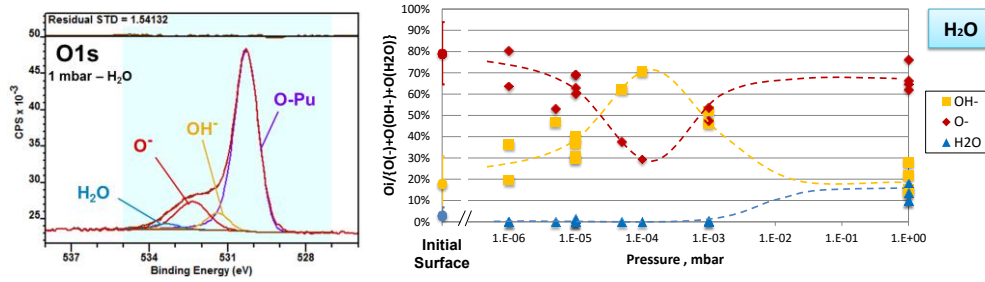 Residual STD = 1.54132
O1s
1 mbar – H2O
O-Pu
OH-
O-
H2O
CPS x 10-3
50
45
40
35
30
25
537
534
531
528
Binding Energy (eV)
H2O
Oi/{O(-)+O(OH-)+O(H2O)}
100%
90%
80%
70%
60%
50%
40%
30%
20%
10%
0%
OH-
O-
H2O
Initial
Surface
1.E-06
1.E-05
1.E-04
1.E-03
1.E-02
1.E-01
1.E+00
Pressure , mbar